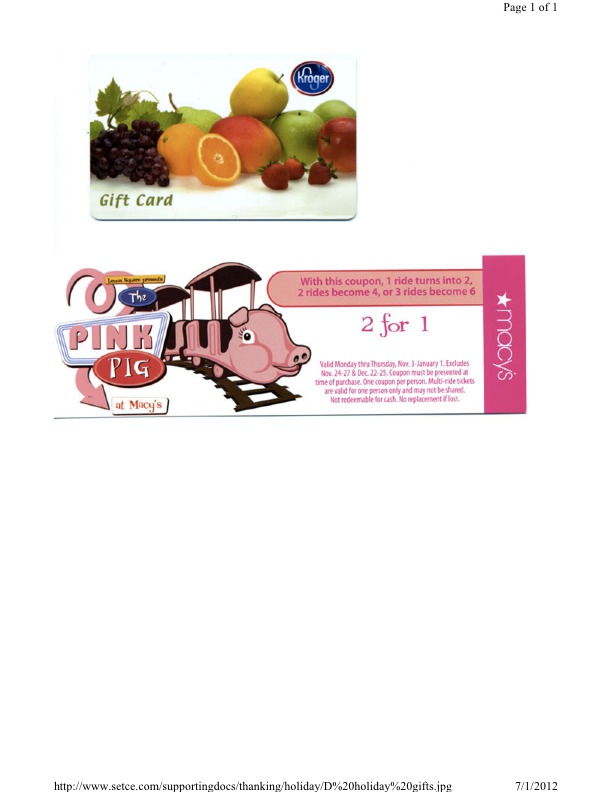 Page 1 of 1
Kroger
Gift Card
Lenox Square presents
The
PINK
PIG
at Macy's
With this coupon, 1 ride turns into 2,
2 rides become 4, or 3 rides become 6
2 for 1
Valid Monday thru Thursday, Nov. 3-January 1. Excludes
Nov. 24-27 & Dec. 22-25. Coupon must be presented at
time of purchase. One coupon per person. Multi-ride tickets
are valid for one person only and may not be shared.
Not redeemable for cash. No replacement if lost.
macy's
http://www.setce.com/supportingdocs/thanking/holiday/D%20holiday%20gifts.jpg
7/1/2012